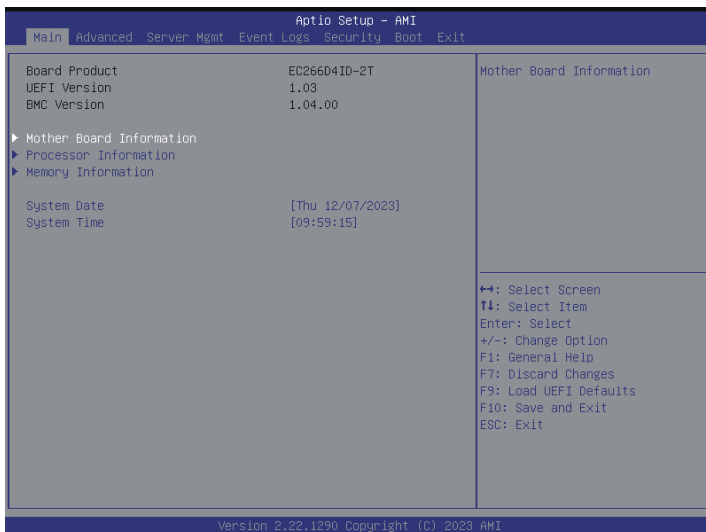 Aptio Setup - AMI
Main Advanced Server Mgmt Event Logs Security Boot Exit
Board Product EC266D4ID-2T
UEFI Version 1.03
BMC Version 1.04.00
Mother Board Information
Processor Information
Memory Information
System Date [Thu 12/07/2023]
System Time [09:59:15]
Mother Board Information
↔: Select Screen
↑↓: Select Item
Enter: Select
+/-: Change Option
F1: General Help
F7: Discard Changes
F9: Load UEFI Defaults
F10: Save and Exit
ESC: Exit
Version 2.22.1290 Copyright (C) 2023 AMI